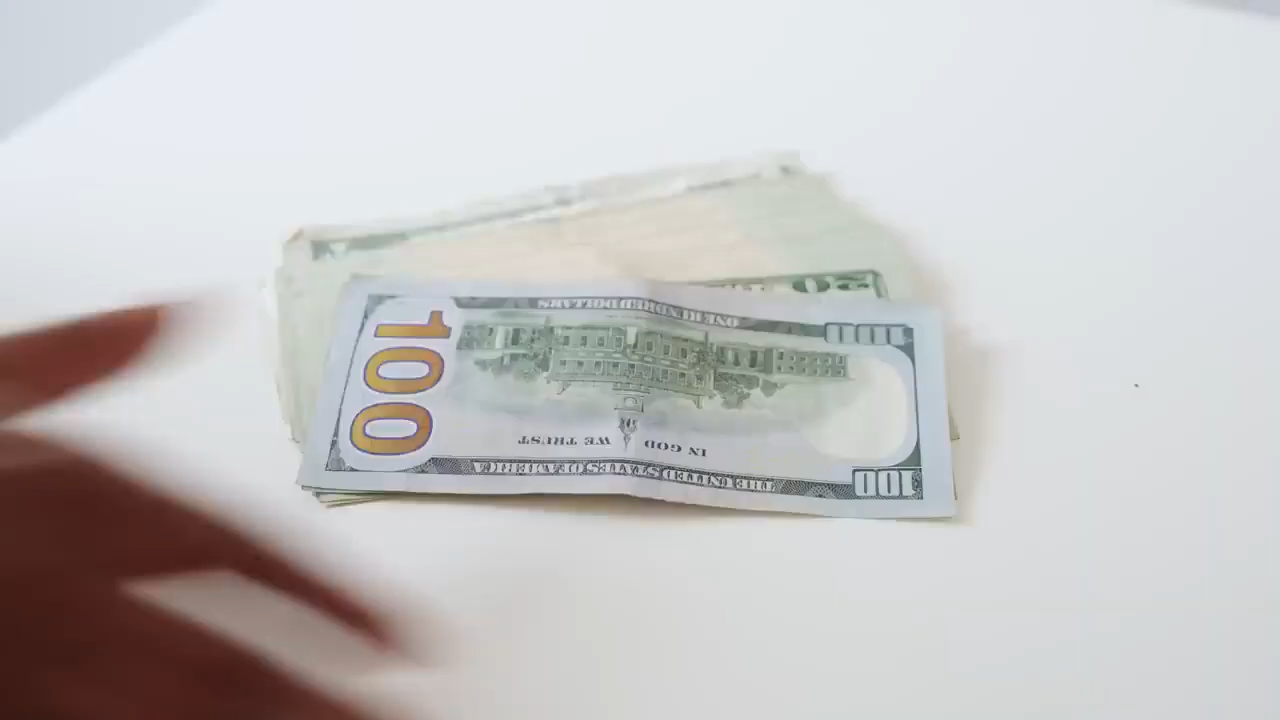 100
THE UNITED STATES OF AMERICA
100
IN GOD
WE TRUST
ONE HUNDRED DOLLARS
100